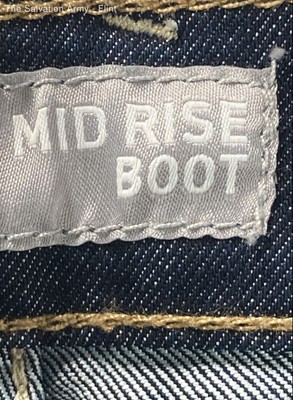 The Salvation Army - Flint
MID RISE
BOOT